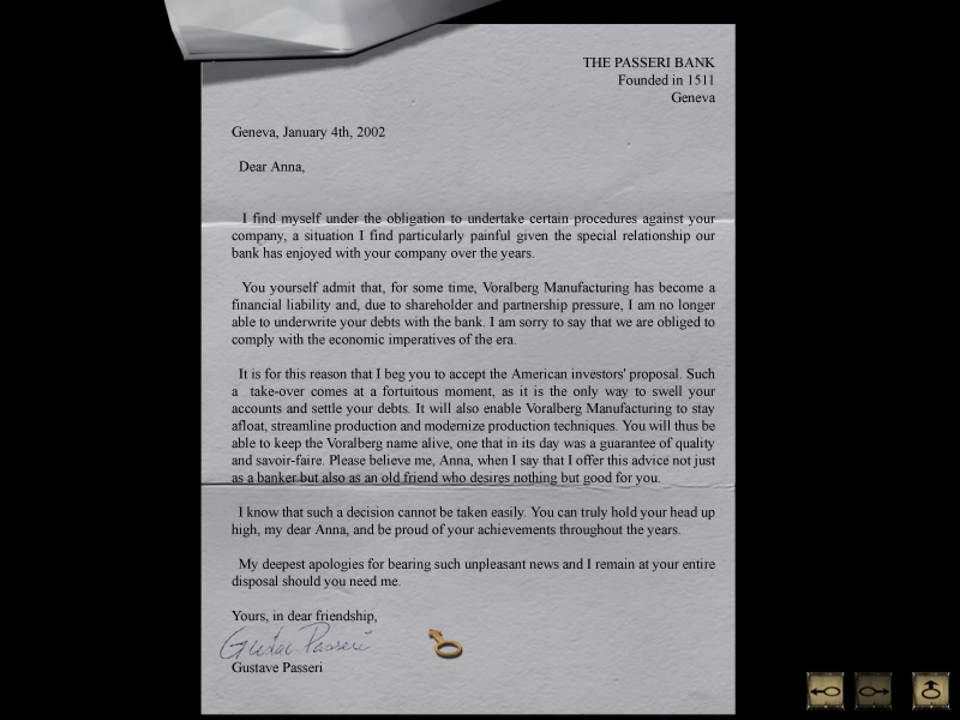 THE PASSERI BANK
Founded in 1511
Geneva
Geneva, January 4th, 2002
Dear Anna,
I find myself under the obligation to undertake certain procedures against your
company, a situation I find particularly painful given the special relationship our
bank has enjoyed with your company over the years.
You yourself admit that, for some time, Voralberg Manufacturing has become a
financial liability and, due to shareholder and partnership pressure, I am no longer
able to underwrite your debts with the bank. I am sorry to say that we are obliged to
comply with the economic imperatives of the era.
It is for this reason that I beg you to accept the American investors' proposal. Such
a take-over comes at a fortuitous moment, as it is the only way to swell your
accounts and settle your debts. It will also enable Voralberg Manufacturing to stay
afloat, streamline production and modernize production techniques. You will thus be
able to keep the Voralberg name alive, one that in its day was a guarantee of quality
and savoir-faire. Please believe me, Anna, when I say that I offer this advice not just
as a banker but also as an old friend who desires nothing but good for you.
I know that such a decision cannot be taken easily. You can truly hold your head up
high, my dear Anna, and be proud of your achievements throughout the years.
My deepest apologies for bearing such unpleasant news and I remain at your entire
disposal should you need me.
Yours, in dear friendship,
Gustav Passeri
Gustave Passeri